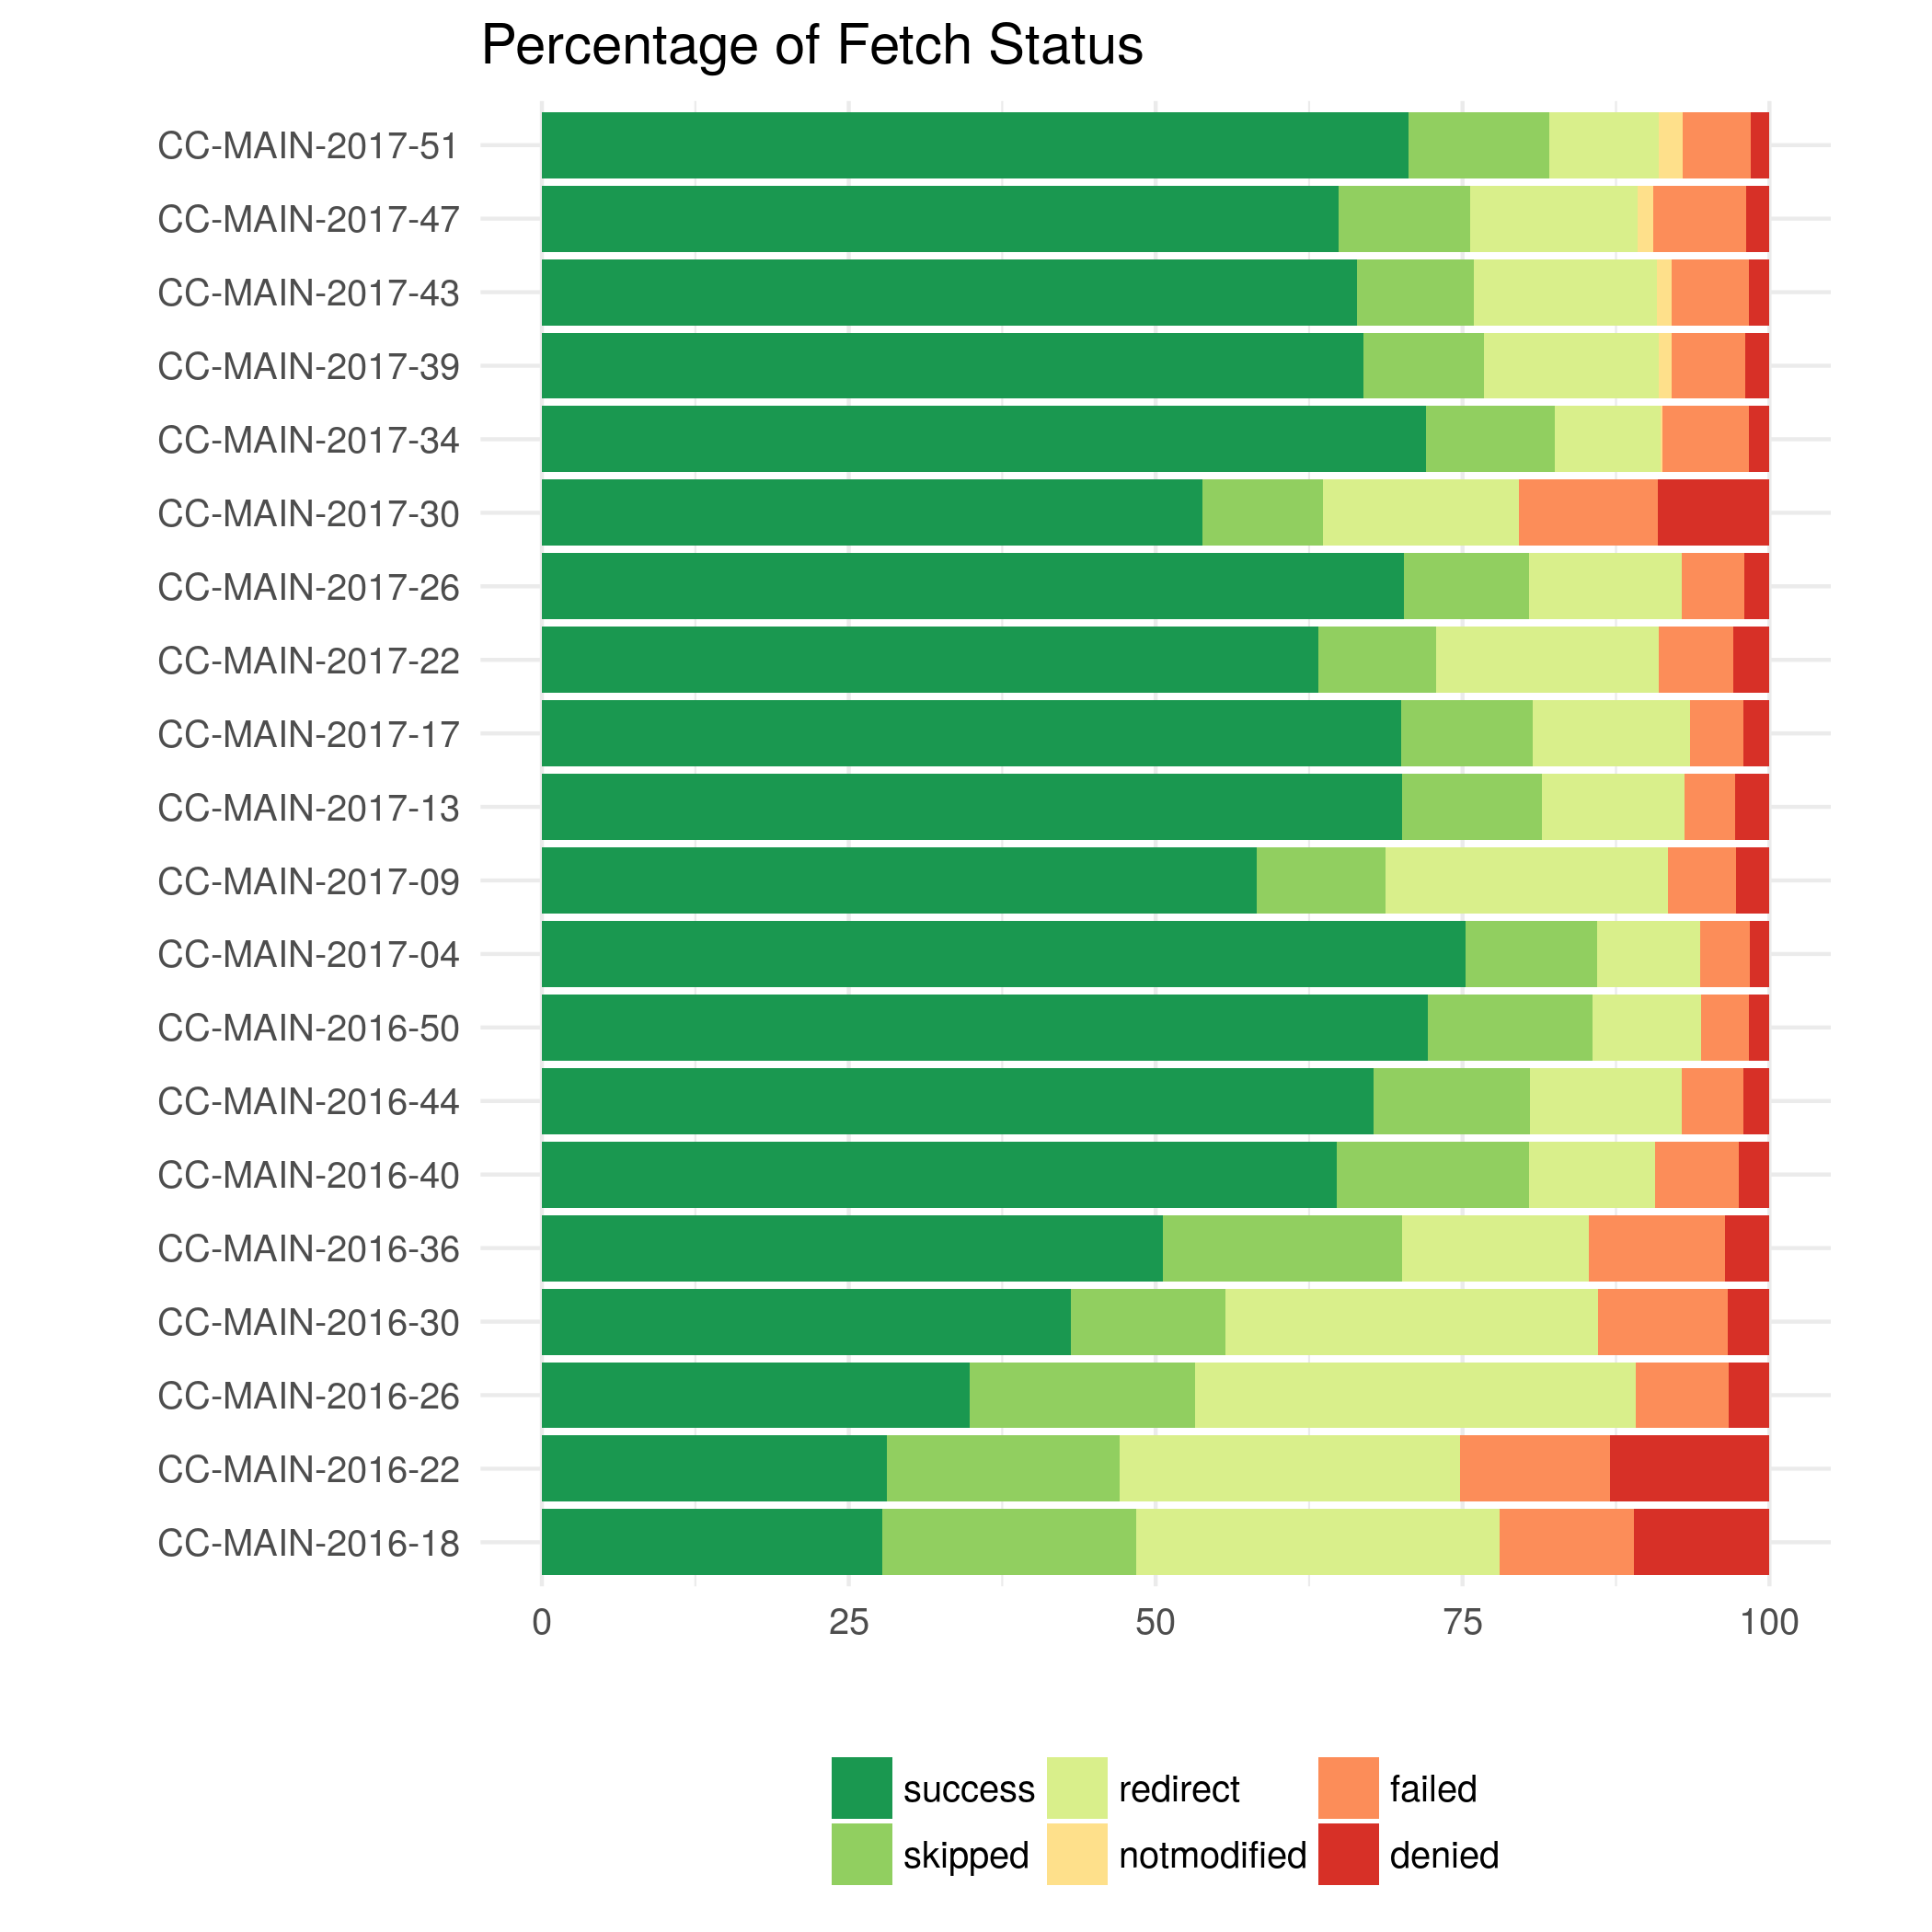 Percentage of Fetch Status
CC-MAIN-2017-51
CC-MAIN-2017-47
CC-MAIN-2017-43
CC-MAIN-2017-39
CC-MAIN-2017-34
CC-MAIN-2017-30
CC-MAIN-2017-26
CC-MAIN-2017-22
CC-MAIN-2017-17
CC-MAIN-2017-13
CC-MAIN-2017-09
CC-MAIN-2017-04
CC-MAIN-2016-50
CC-MAIN-2016-44
CC-MAIN-2016-40
CC-MAIN-2016-36
CC-MAIN-2016-30
CC-MAIN-2016-26
CC-MAIN-2016-22
CC-MAIN-2016-18
0 25 50 75 100
success redirect failed
skipped notmodified denied